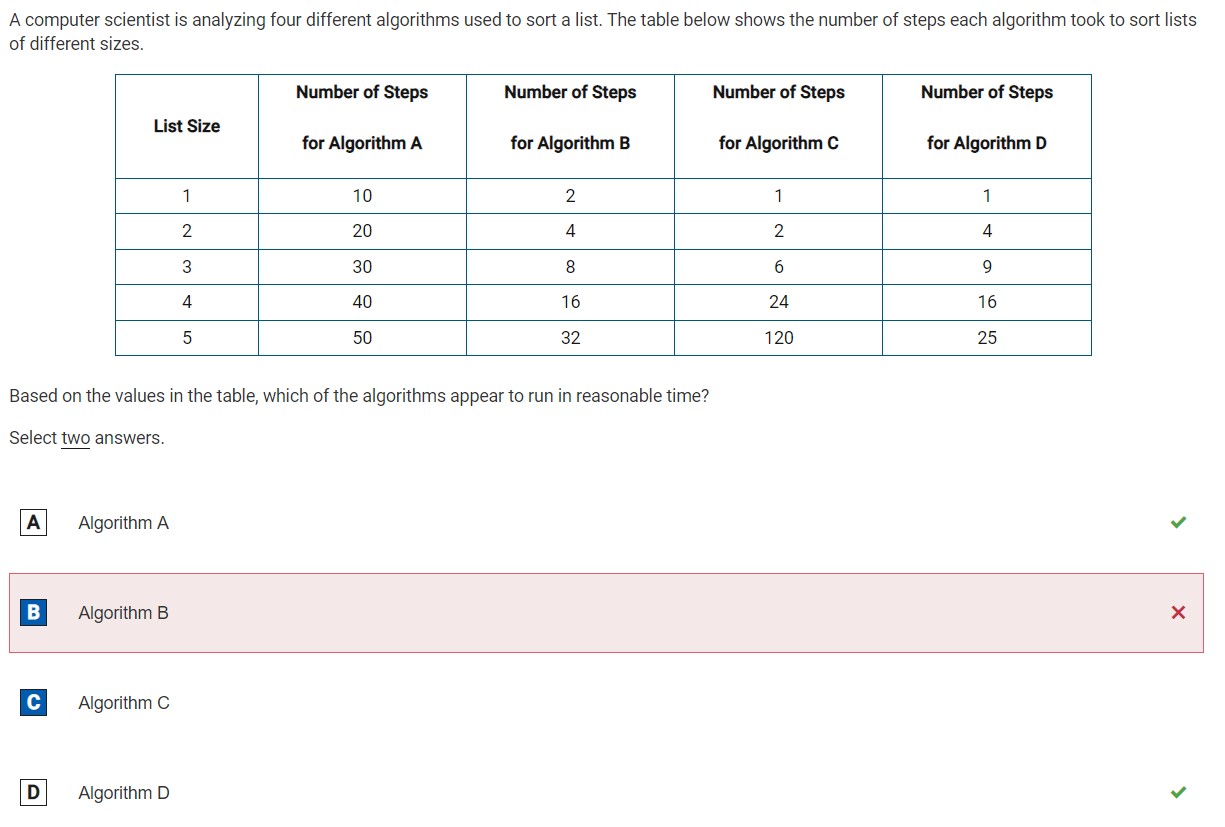 A computer scientist is analyzing four different algorithms used to sort a list. The table below shows the number of steps each algorithm took to sort lists
of different sizes.
List Size | Number of Steps for Algorithm A | Number of Steps for Algorithm B | Number of Steps for Algorithm C | Number of Steps for Algorithm D
1 | 10 | 2 | 1 | 1
2 | 20 | 4 | 2 | 4
3 | 30 | 8 | 6 | 9
4 | 40 | 16 | 24 | 16
5 | 50 | 32 | 120 | 25
Based on the values in the table, which of the algorithms appear to run in reasonable time?
Select two answers.
A Algorithm A
B Algorithm B
C Algorithm C
D Algorithm D